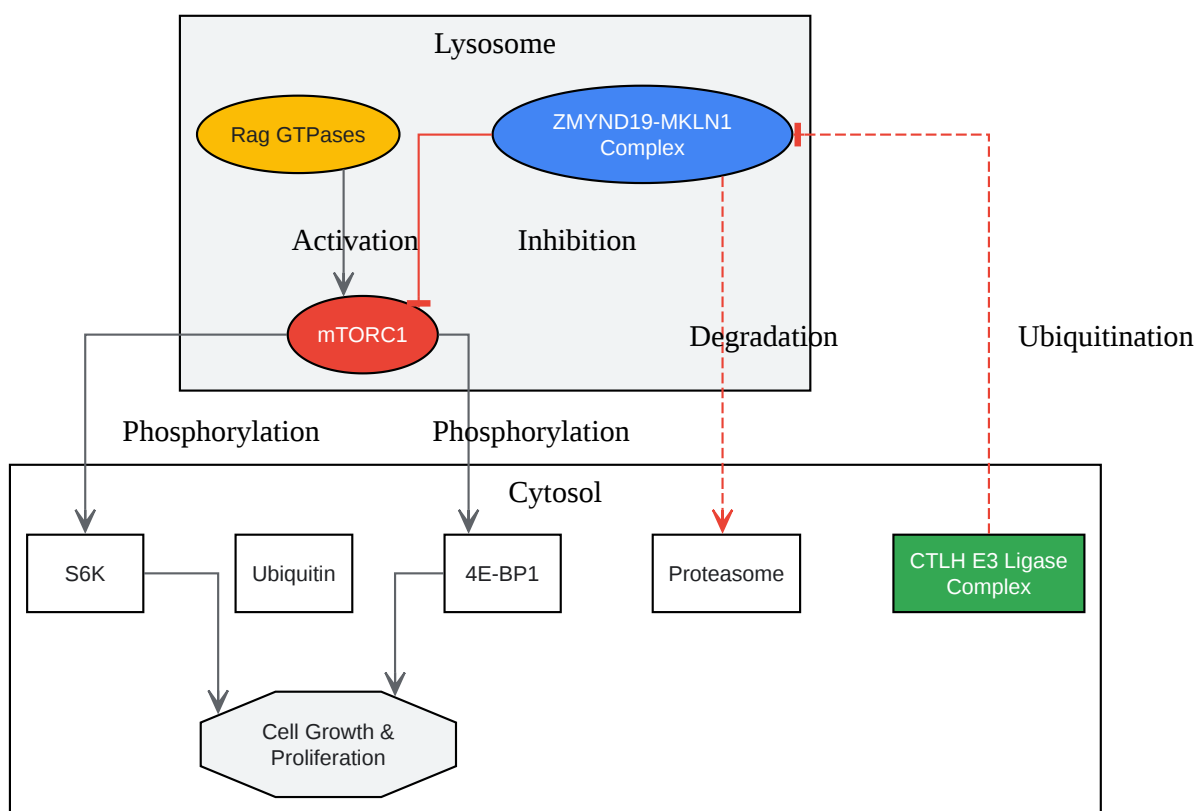 Lysosome
Rag GTPases
ZMYND19-MKLN1
Complex
Activation
Inhibition
mTORC1
Degradation
Ubiquitination
Phosphorylation
Phosphorylation
Cytosol
S6K
Ubiquitin
4E-BP1
Proteasome
CTLH E3 Ligase
Complex
Cell Growth &
Proliferation